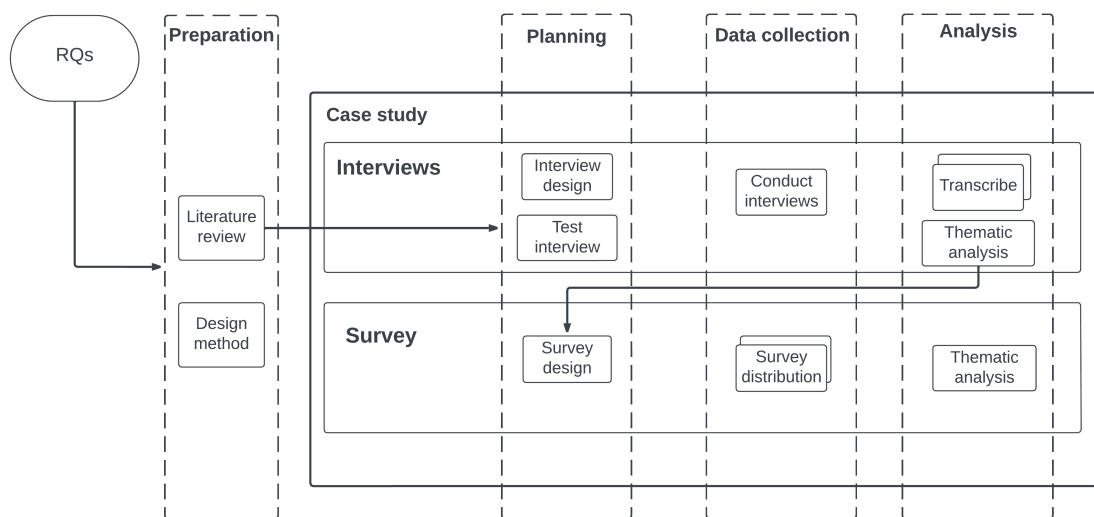 RQs
Preparation
Planning
Data collection
Analysis
Case study
Interviews
Literature
review
Design
method
Interview
design
Test
interview
Conduct
interviews
Transcribe
Thematic
analysis
Survey
Survey
design
Survey
distribution
Thematic
analysis